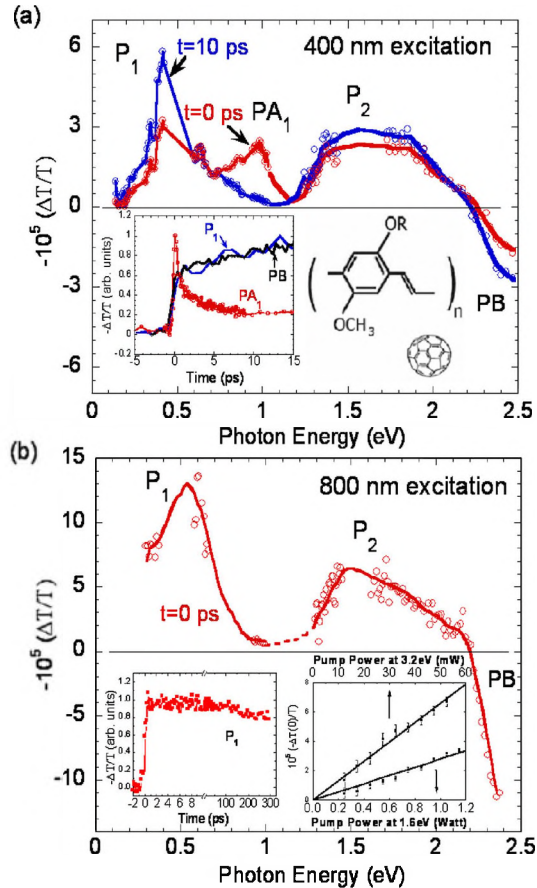 (a)
400 nm excitation
P1
t=10 ps
t=0 ps
PA1
P2
PB
-10^5 (ΔT/T)
6
3
0
-3
-6
-ΔT/T (arb. units)
1.0
0.8
0.6
0.4
0.2
0
-0.2
P1
PB
PA1
-5 0 5 10 15
Time (ps)
OR
OCH3
n
0 0.5 1 1.5 2 2.5
Photon Energy (eV)
(b)
800 nm excitation
P1
P2
t=0 ps
PB
-10^5 (ΔT/T)
15
10
5
0
-5
-10
-ΔT/T (arb. units)
1.0
0.8
0.6
0.4
0.2
0.0
P1
-2 0 2 4 6 8 100 200 300
Time (ps)
Pump Power at 3.2eV (mW)
0 10 20 30 40 50 60
10^5 (-ΔT(0)/T)
8
6
4
2
0
0.0 0.2 0.4 0.6 0.8 1.0 1.2
Pump Power at 1.6eV (Watt)
0 0.5 1 1.5 2 2.5
Photon Energy (eV)